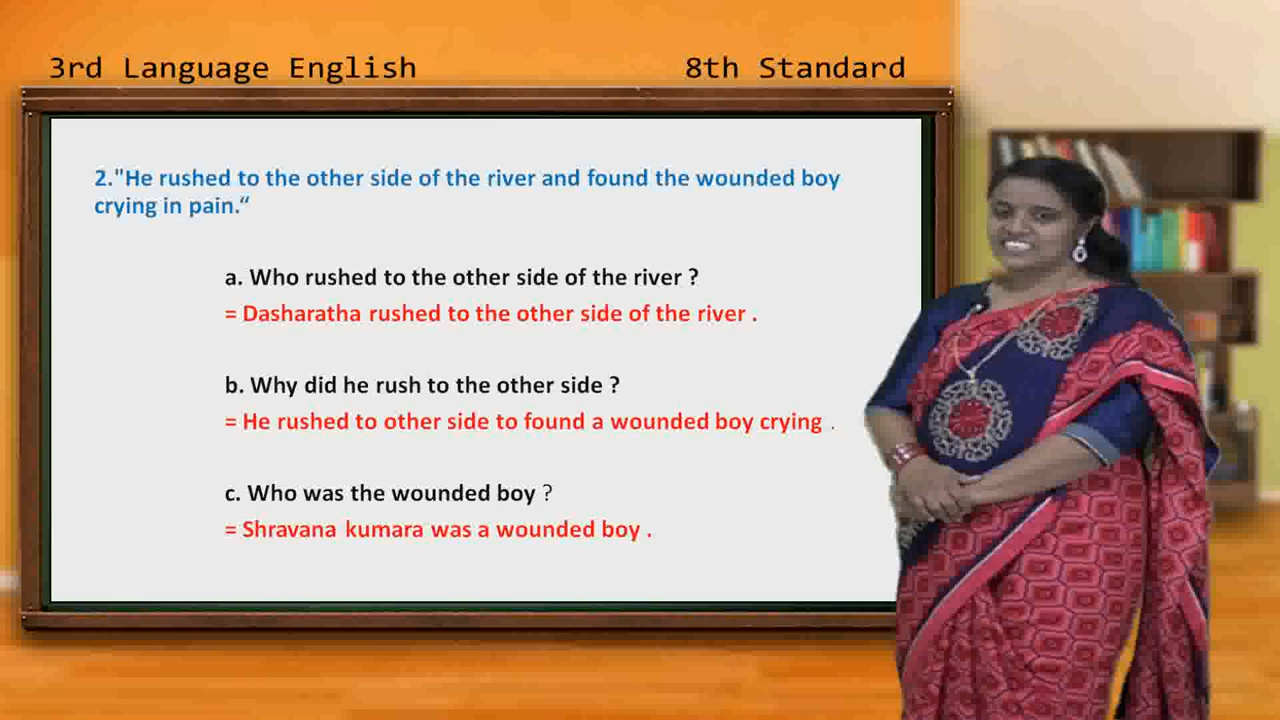 3rd Language English 8th Standard
2."He rushed to the other side of the river and found the wounded boy
crying in pain.“
a. Who rushed to the other side of the river ?
= Dasharatha rushed to the other side of the river .
b. Why did he rush to the other side ?
= He rushed to other side to found a wounded boy crying .
c. Who was the wounded boy ?
= Shravana kumara was a wounded boy .